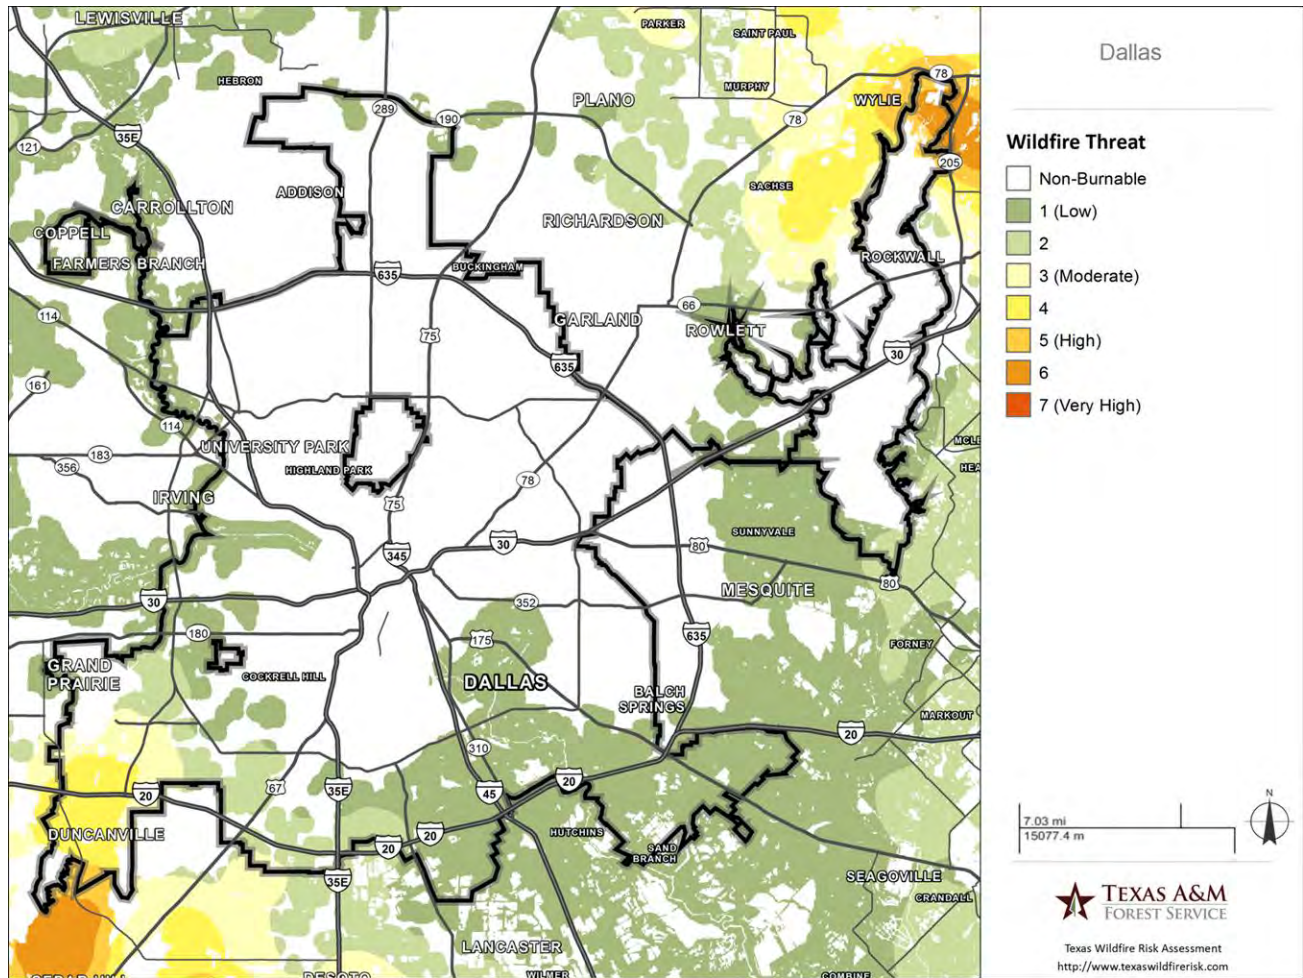 LEWISVILLE
PARKER
SAINT PAUL
HEBRON
78
MURPHY
WYLIE
PLANO
289
190
78
35E
121
205
SACHSE
ADDISON
CARROLLTON
RICHARDSON
COPPELL
FARMERS BRANCH
ROCKWALL
BUCKINGHAM
635
66
114
GARLAND
ROWLETT
75
30
635
161
114
UNIVERSITY PARK
183
356
HIGHLAND PARK
78
IRVING
75
SUNNYVALE
30
80
345
80
MESQUITE
30
352
180
175
635
FORNEY
GRAND
PRAIRIE
COCKRELL HILL
DALLAS
BALCH
SPRINGS
MARKOUT
20
310
20
67
35E
45
20
DUNCANVILLE
20
20
HUTCHINS
SAND
BRANCH
35E
SEAGOVILLE
CRANDALL
LANCASTER
WILMER
COMBINE
DESOTO
CEDAR HILL
Dallas
Wildfire Threat
Non-Burnable
1 (Low)
2
3 (Moderate)
4
5 (High)
6
7 (Very High)
N
7.03 mi
15077.4 m
TEXAS A&M
FOREST SERVICE
Texas Wildfire Risk Assessment
http://www.texaswildfirerisk.com